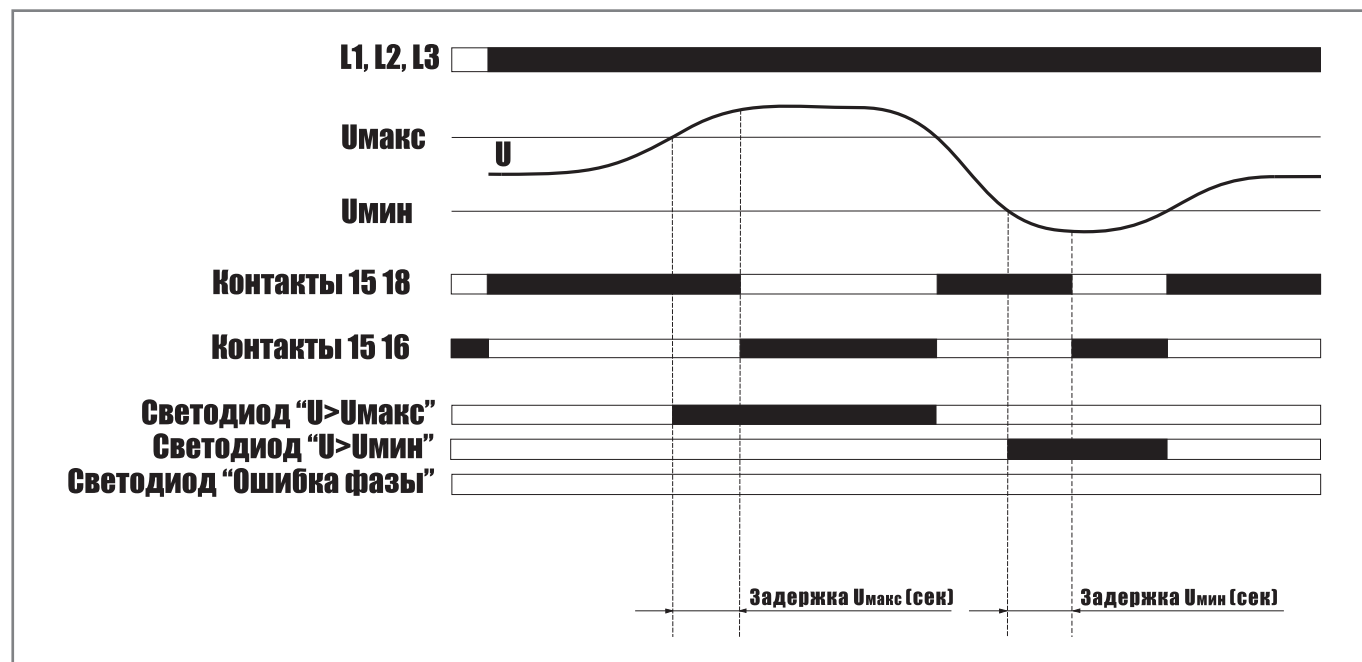 L1, L2, L3
Uмакс
U
Uмин
Контакты 15 18
Контакты 15 16
Светодиод “U>Uмакс”
Светодиод “U>Uмин”
Светодиод “Ошибка фазы”
Задержка Uмакс (сек)
Задержка Uмин (сек)